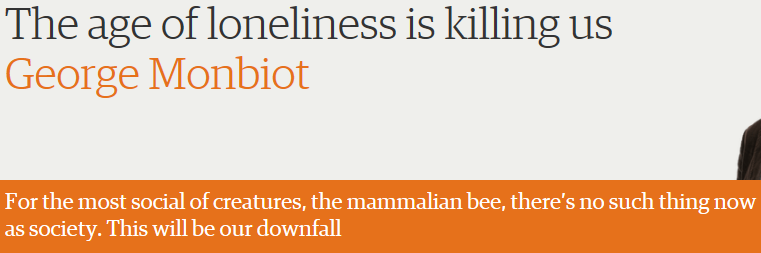 The age of loneliness is killing us
George Monbiot
For the most social of creatures, the mammalian bee, there’s no such thing now
as society. This will be our downfall